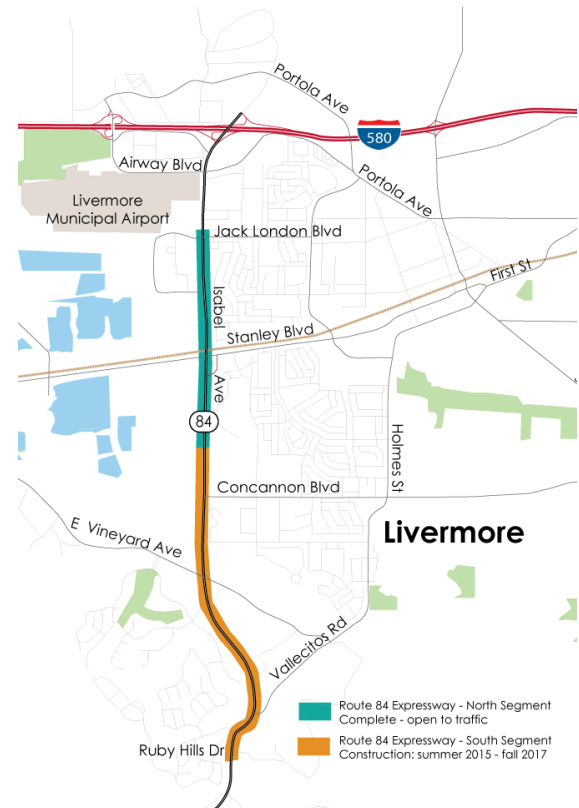 Portola Ave
580
Airway Blvd
Portola Ave
Livermore
Municipal Airport
Jack London Blvd
First St
Isabel
Stanley Blvd
Ave
84
Holmes St
Concannon Blvd
E Vineyard Ave
Livermore
Vallecitos Rd
Route 84 Expressway - North Segment
Complete - open to traffic
Route 84 Expressway - South Segment
Construction: summer 2015 - fall 2017
Ruby Hills Dr